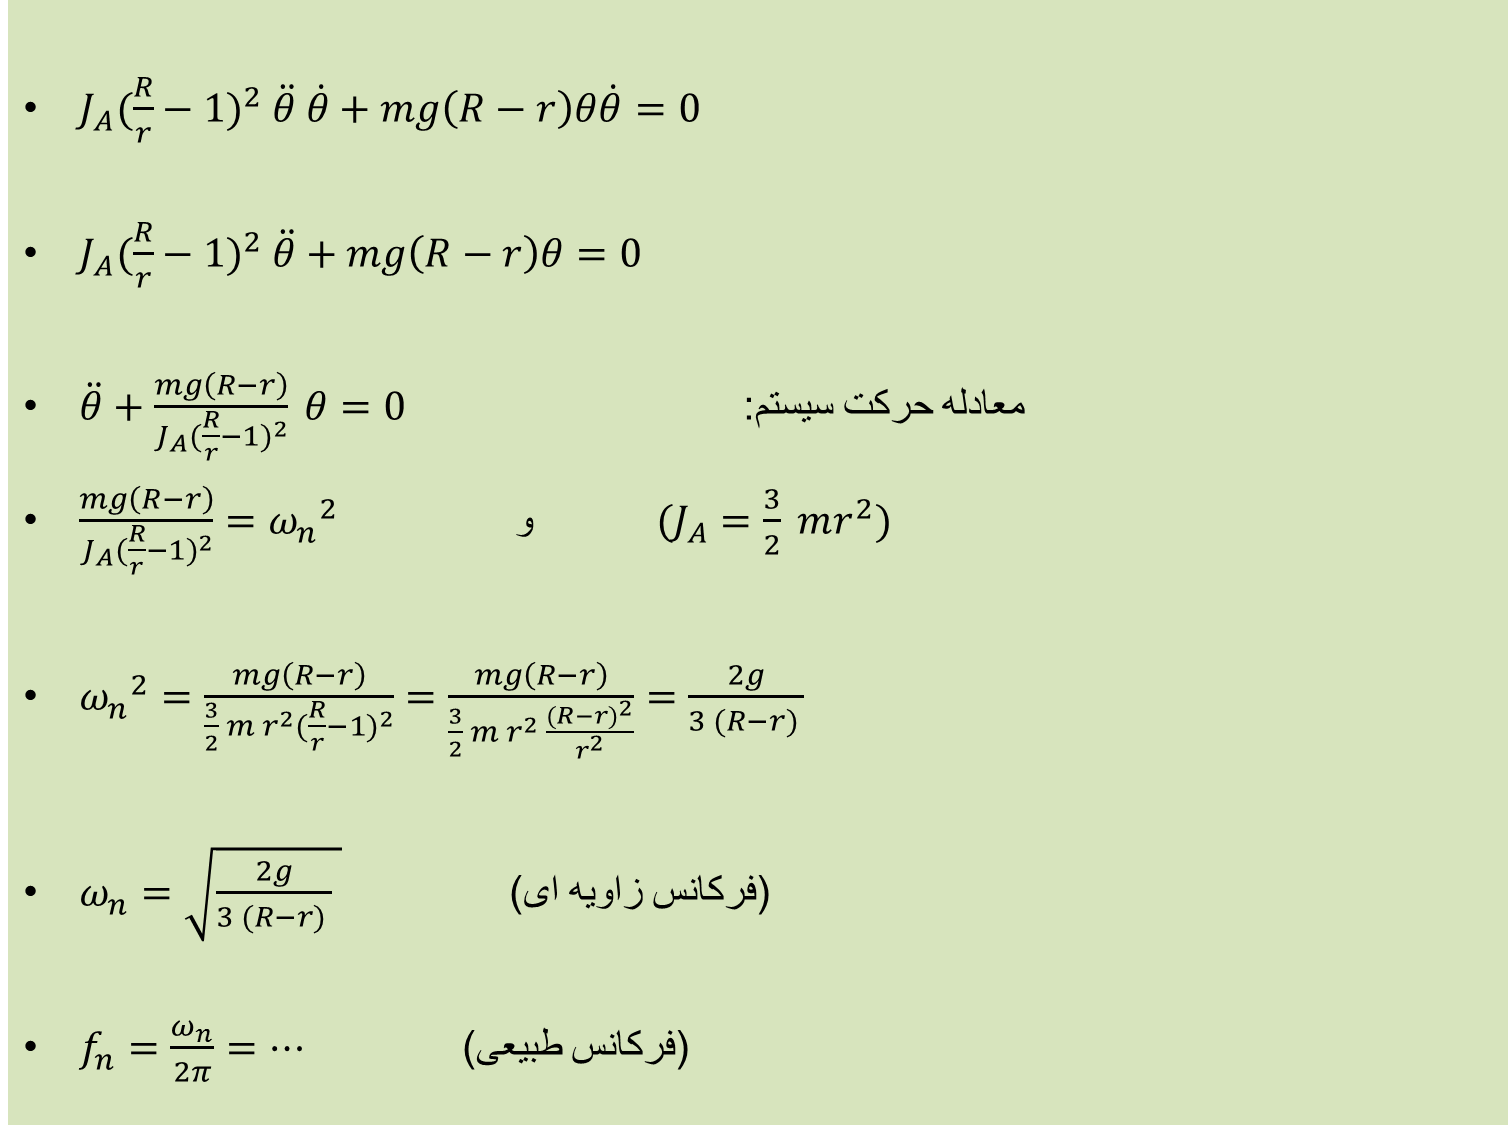 • J_A(R/r − 1)² θ̈ θ̇ + mg(R − r)θθ̇ = 0
• J_A(R/r − 1)² θ̈ + mg(R − r)θ = 0
• θ̈ + mg(R−r)/(J_A(R/r −1)²) θ = 0 معادله حرکت سیستم:
• mg(R−r)/(J_A(R/r −1)²) = ω_n² و (J_A = 3/2 mr²)
• ω_n² = mg(R−r)/(3/2 m r²(R/r −1)²) = mg(R−r)/(3/2 m r² (R−r)²/r²) = 2g/(3 (R−r))
• ω_n = √(2g/(3 (R−r))) (فرکانس زاویه ای)
• f_n = ω_n/2π = ⋯ (فرکانس طبیعی)